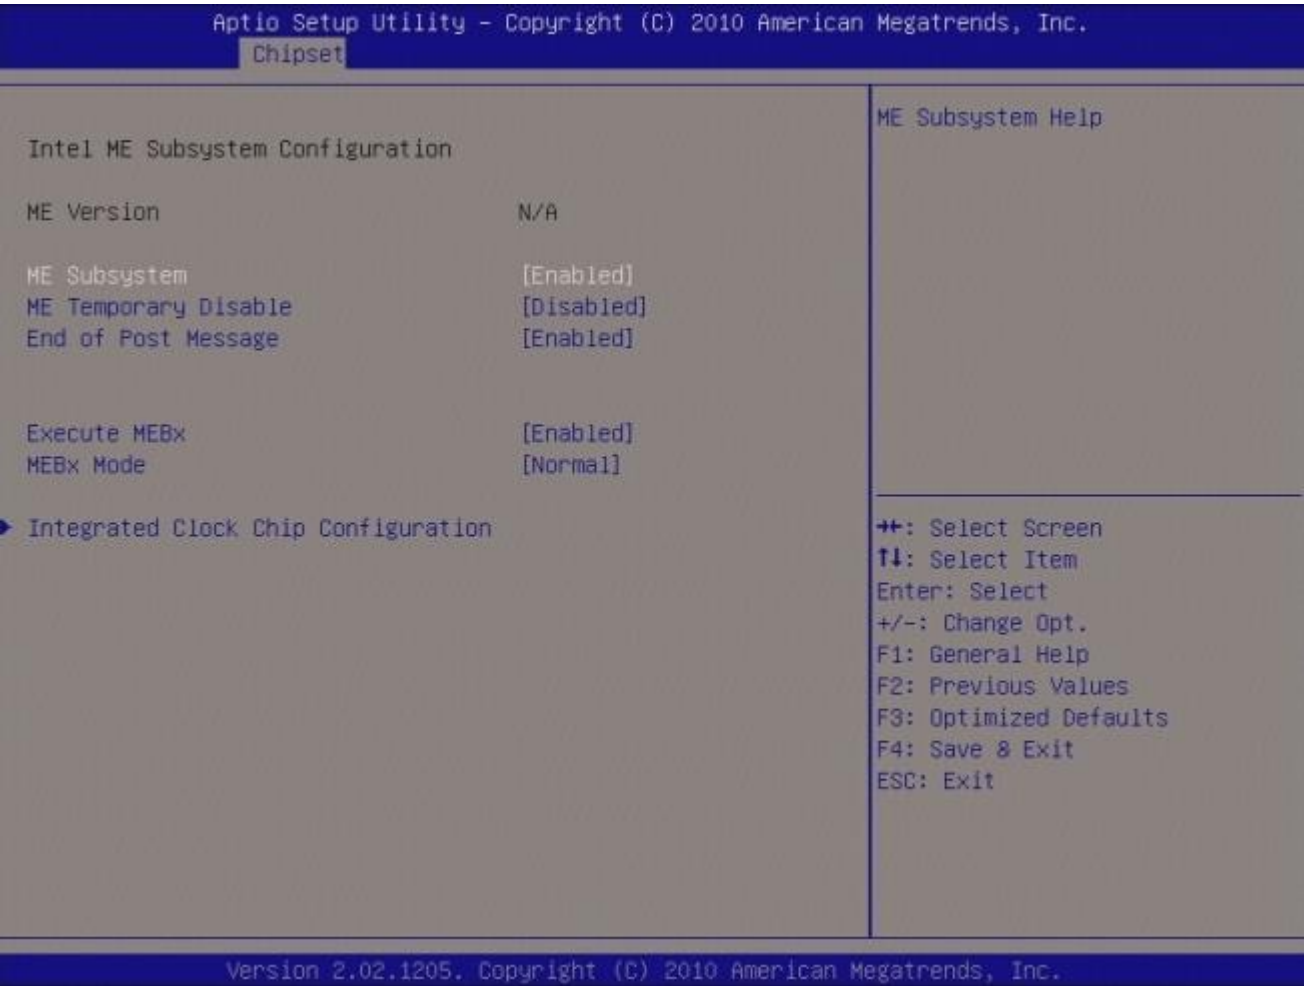 Aptio Setup Utility – Copyright (C) 2010 American Megatrends, Inc.
Chipset
Intel ME Subsystem Configuration
ME Version N/A
ME Subsystem [Enabled]
ME Temporary Disable [Disabled]
End of Post Message [Enabled]
Execute MEBx [Enabled]
MEBx Mode [Normal]
Integrated Clock Chip Configuration
ME Subsystem Help
→←: Select Screen
↑↓: Select Item
Enter: Select
+/-: Change Opt.
F1: General Help
F2: Previous Values
F3: Optimized Defaults
F4: Save & Exit
ESC: Exit
Version 2.02.1205. Copyright (C) 2010 American Megatrends, Inc.